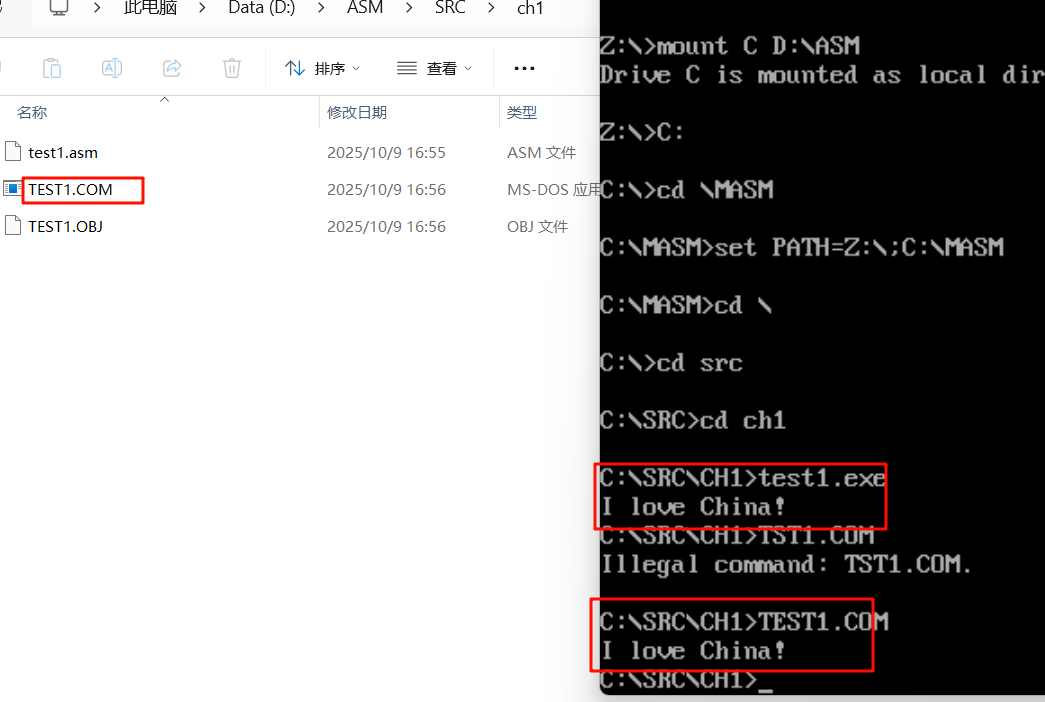 此电脑 > Data (D:) > ASM > SRC > ch1
排序 查看 ...
名称 修改日期 类型
test1.asm 2025/10/9 16:55 ASM 文件
TEST1.COM 2025/10/9 16:56 MS-DOS 应用
TEST1.OBJ 2025/10/9 16:56 OBJ 文件
Z:\>mount C D:\ASM
Drive C is mounted as local dir
Z:\>C:
C:\>cd \MASM
C:\MASM>set PATH=Z:\;C:\MASM
C:\MASM>cd \
C:\>cd src
C:\SRC>cd ch1
C:\SRC\CH1>test1.exe
I love China!
C:\SRC\CH1>TST1.COM
Illegal command: TST1.COM.
C:\SRC\CH1>TEST1.COM
I love China!
C:\SRC\CH1>_